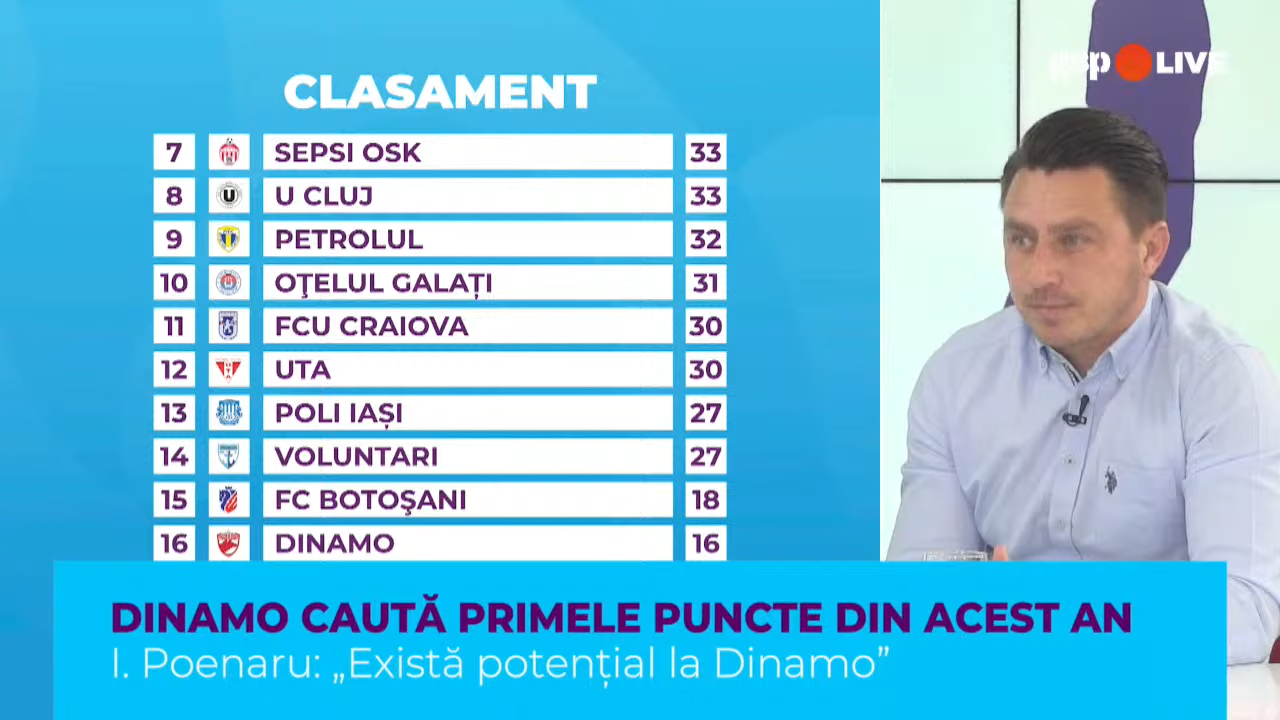 gsp LIVE
CLASAMENT
7 SEPSI OSK 33
8 U CLUJ 33
9 PETROLUL 32
10 OŢELUL GALAȚI 31
11 FCU CRAIOVA 30
12 UTA 30
13 POLI IAȘI 27
14 VOLUNTARI 27
15 FC BOTOŞANI 18
16 DINAMO 16
DINAMO CAUTĂ PRIMELE PUNCTE DIN ACEST AN
I. Poenaru: „Există potențial la Dinamo”